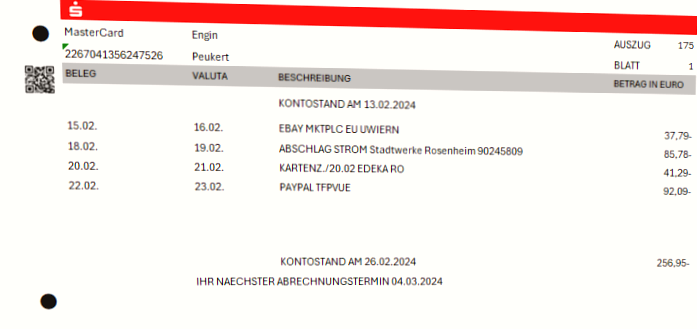 MasterCard Engin AUSZUG 175
2267041356247526 Peukert BLATT 1
BELEG VALUTA BESCHREIBUNG BETRAG IN EURO
KONTOSTAND AM 13.02.2024
15.02. 16.02. EBAY MKTPLC EU UWIERN 37,79-
18.02. 19.02. ABSCHLAG STROM Stadtwerke Rosenheim 90245809 85,78-
20.02. 21.02. KARTENZ./20.02 EDEKA RO 41,29-
22.02. 23.02. PAYPAL TFPVUE 92,09-
KONTOSTAND AM 26.02.2024 256,95-
IHR NAECHSTER ABRECHNUNGSTERMIN 04.03.2024